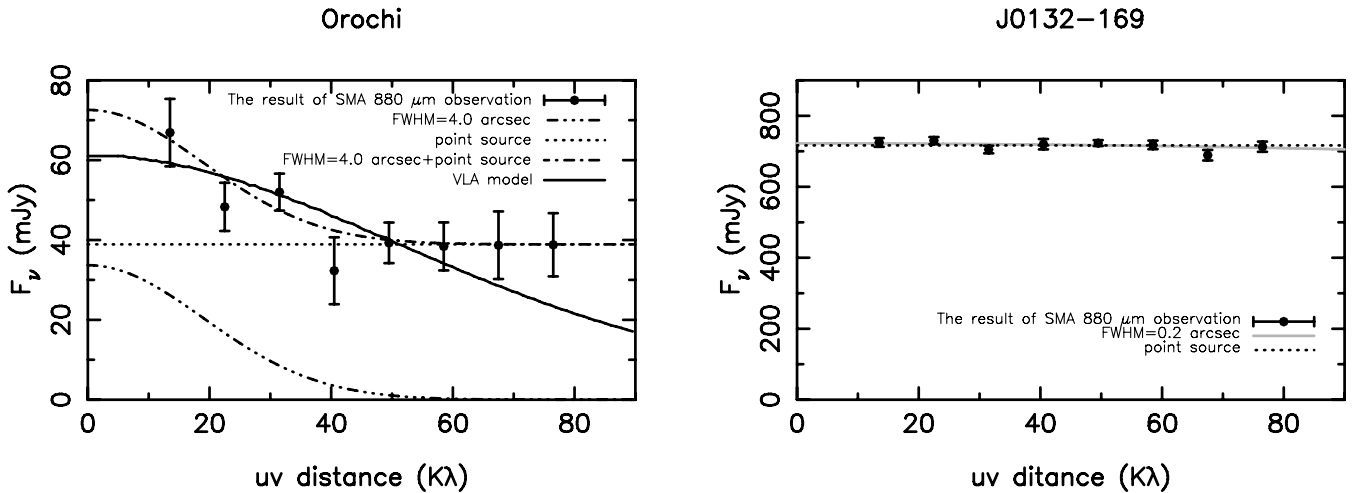 Orochi
The result of SMA 880 μm observation
FWHM=4.0 arcsec
point source
FWHM=4.0 arcsec+point source
VLA model
80
60
40
20
0
Fν (mJy)
0 20 40 60 80
uv distance (Kλ)
J0132−169
800
600
400
200
0
Fν (mJy)
The result of SMA 880 μm observation
FWHM=0.2 arcsec
point source
0 20 40 60 80
uv ditance (Kλ)